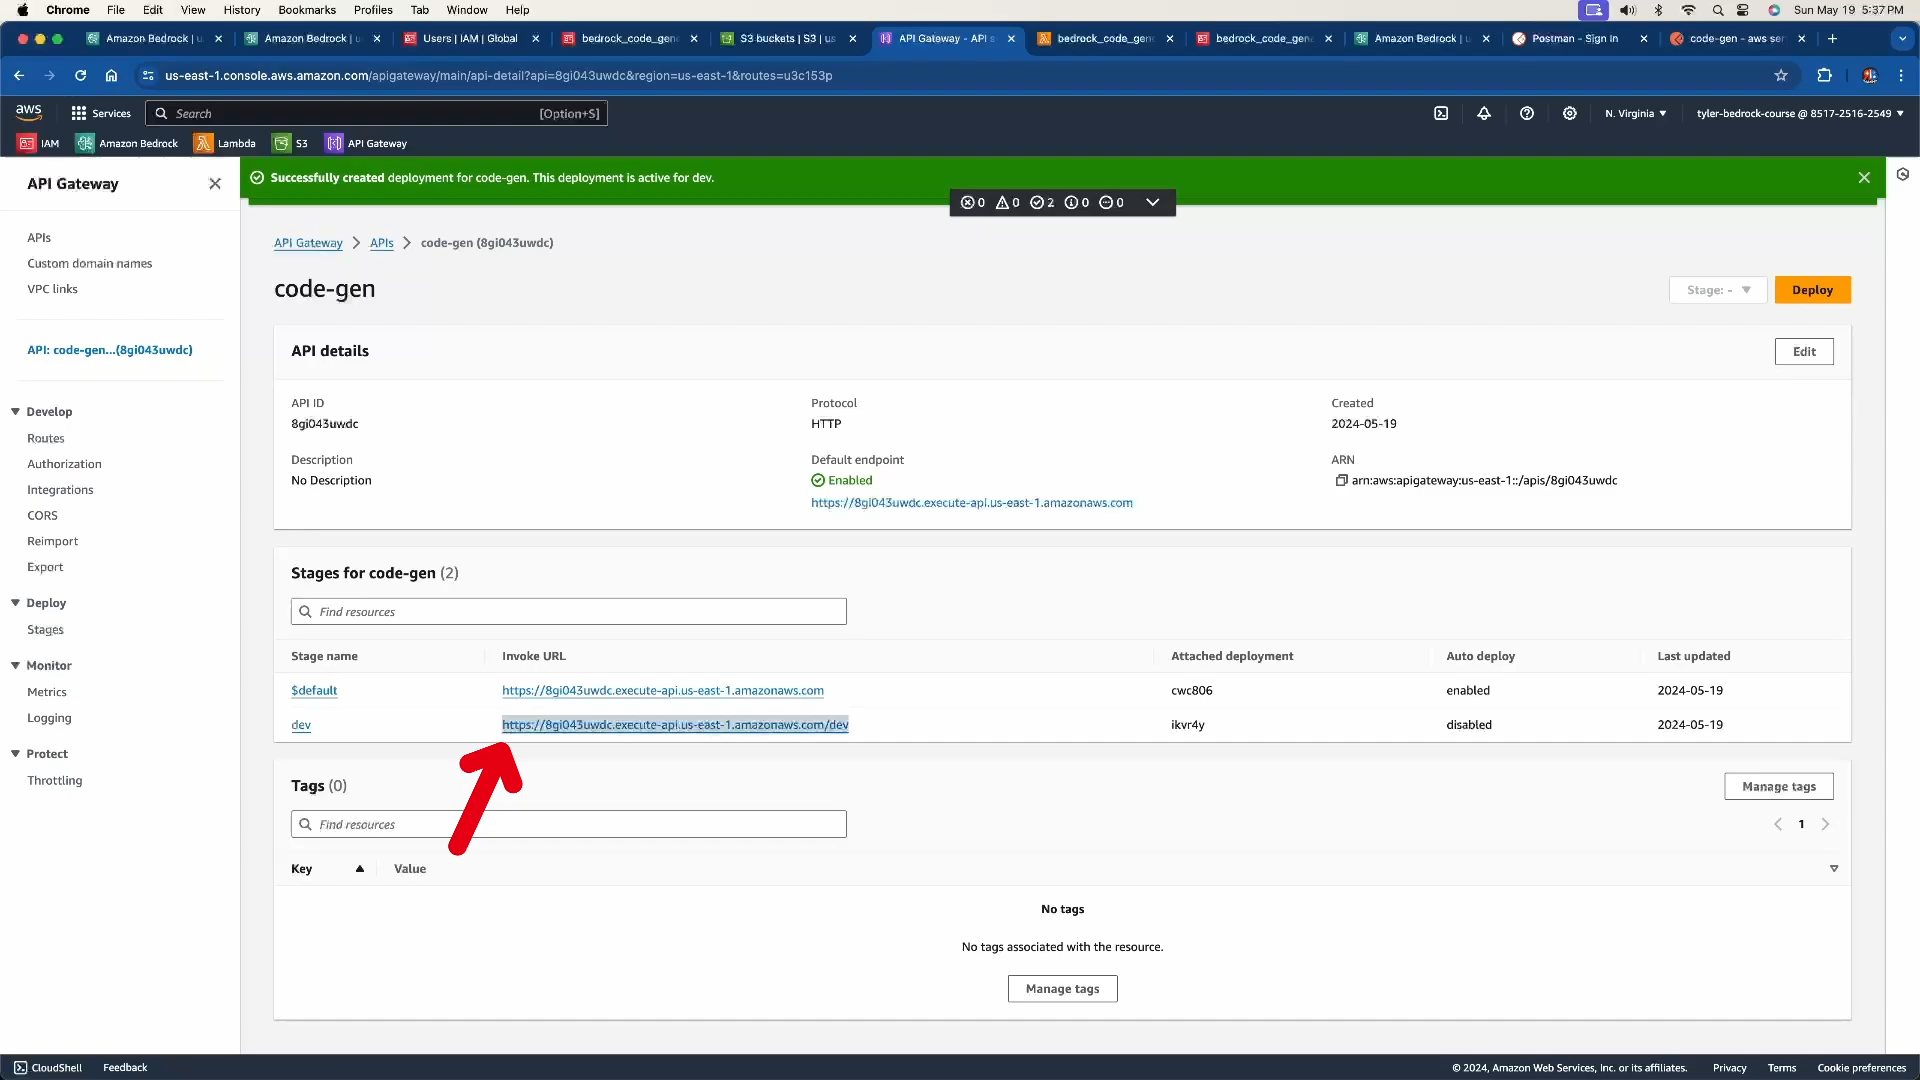 Chrome File Edit View History Bookmarks Profiles Tab Window Help Sun May 19 5:37 PM
Amazon Bedrock | u Amazon Bedrock | u Users | IAM | Global bedrock_code_gen S3 buckets | S3 | us API Gateway - API s bedrock_code_gen bedrock_code_gen Amazon Bedrock | u Postman - Sign In code-gen - aws ser
us-east-1.console.aws.amazon.com/apigateway/main/api-detail?api=8gi043uwdc&region=us-east-1&routes=u3c153p
aws Services Search [Option+S] N. Virginia tyler-bedrock-course @ 8517-2516-2549
IAM Amazon Bedrock Lambda S3 API Gateway
API Gateway
APIs
Custom domain names
VPC links
API: code-gen...(8gi043uwdc)
Develop
Routes
Authorization
Integrations
CORS
Reimport
Export
Deploy
Stages
Monitor
Metrics
Logging
Protect
Throttling
Successfully created deployment for code-gen. This deployment is active for dev.
0 0 2 0 0
API Gateway > APIs > code-gen (8gi043uwdc)
code-gen
Stage: - Deploy
API details
Edit
API ID
8gi043uwdc
Protocol
HTTP
Created
2024-05-19
Description
No Description
Default endpoint
Enabled
https://8gi043uwdc.execute-api.us-east-1.amazonaws.com
ARN
arn:aws:apigateway:us-east-1::/apis/8gi043uwdc
Stages for code-gen (2)
Find resources
Stage name Invoke URL Attached deployment Auto deploy Last updated
$default https://8gi043uwdc.execute-api.us-east-1.amazonaws.com cwc806 enabled 2024-05-19
dev https://8gi043uwdc.execute-api.us-east-1.amazonaws.com/dev ikvr4y disabled 2024-05-19
Tags (0)
Manage tags
Find resources
1
Key Value
No tags
No tags associated with the resource.
Manage tags
CloudShell Feedback © 2024, Amazon Web Services, Inc. or its affiliates. Privacy Terms Cookie preferences